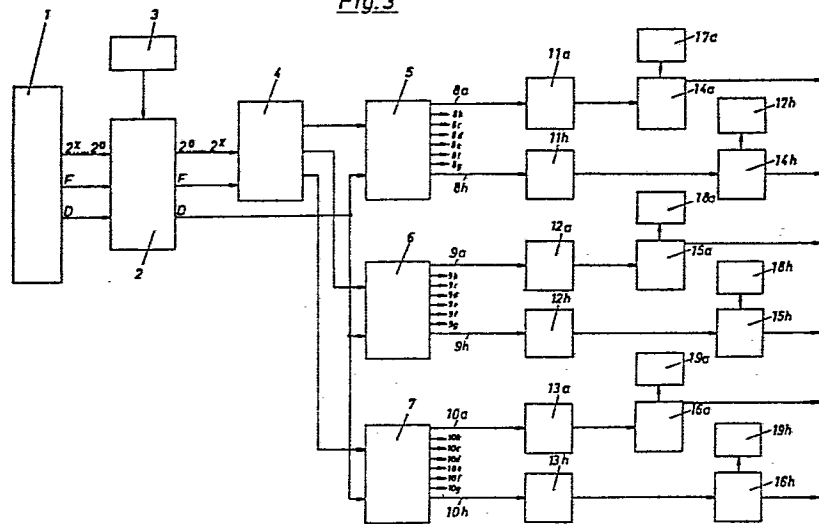 Fig. 3
1
3
4
5
8a
8b
8c
8d
8e
8f
8g
8h
11a
11h
17a
14a
17h
14h
2ˣ...2⁰
F
D
2
2⁰...2ˣ
F
D
6
9a
9b
9c
9d
9e
9f
9g
9h
12a
12h
18a
15a
18h
15h
7
10a
10b
10c
10d
10e
10f
10g
10h
13a
13h
19a
16a
19h
16h